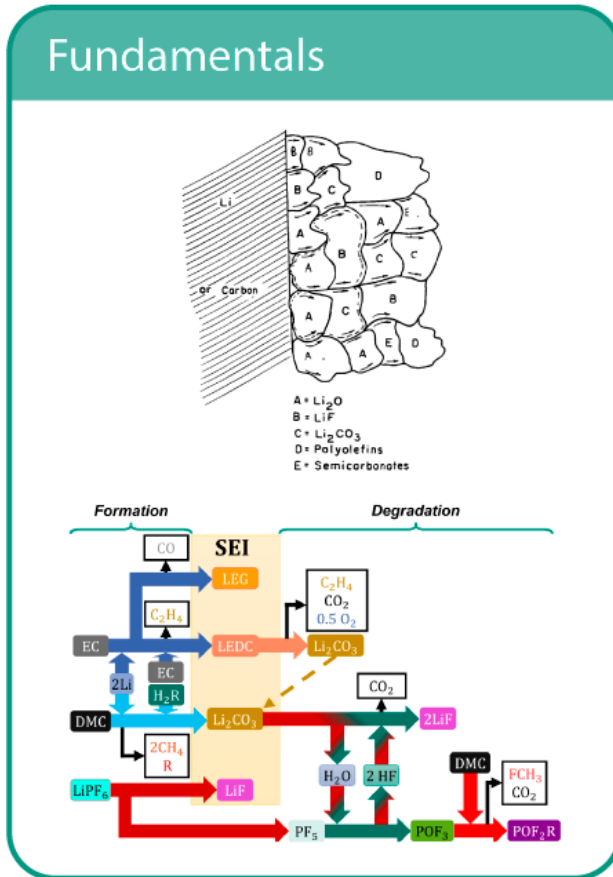 Fundamentals
B B
D
Li
B C
A E
A B
A C C
or Carbon
B
A C
A A E D
A = Li₂O
B = LiF
C = Li₂CO₃
D = Polyolefins
E = Semicarbonates
Formation Degradation
CO SEI
LEG
C₂H₄
CO₂
0.5 O₂
C₂H₄
EC LEDC Li₂CO₃
EC
2Li
H₂R
CO₂
DMC Li₂CO₃ 2LiF
2CH₄
R
H₂O 2 HF DMC
FCH₃
CO₂
LiPF₆ LiF
PF₅ POF₃ POF₂R